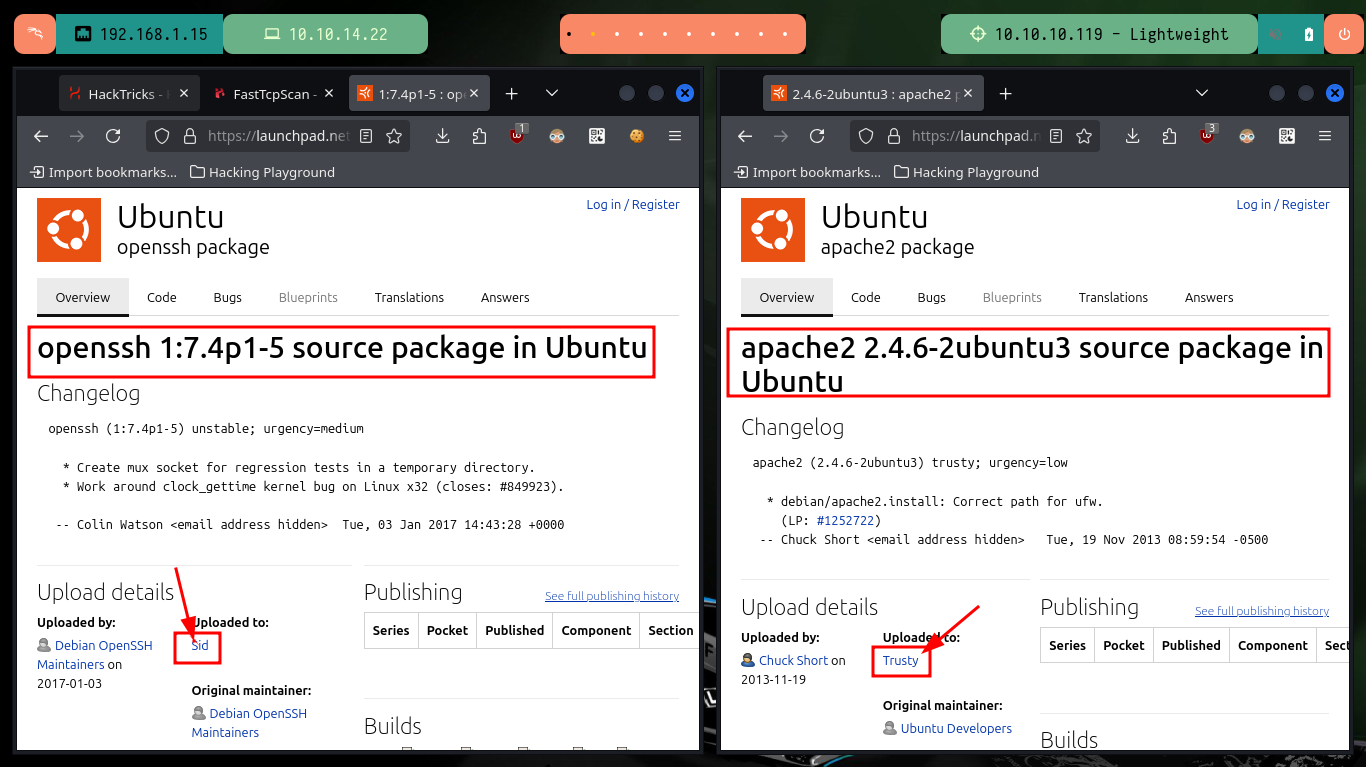 192.168.1.15
10.10.14.22
10.10.10.119 - Lightweight
HackTricks -
FastTcpScan -
1:7.4p1-5 : ope
https://launchpad.net
1
Import bookmarks...
Hacking Playground
Ubuntu
openssh package
Log in / Register
Overview
Code
Bugs
Blueprints
Translations
Answers
openssh 1:7.4p1-5 source package in Ubuntu
Changelog
openssh (1:7.4p1-5) unstable; urgency=medium
* Create mux socket for regression tests in a temporary directory.
* Work around clock_gettime kernel bug on Linux x32 (closes: #849923).
-- Colin Watson <email address hidden>  Tue, 03 Jan 2017 14:43:28 +0000
Upload details
Uploaded by:
Debian OpenSSH
Maintainers on
2017-01-03
Uploaded to:
Sid
Original maintainer:
Debian OpenSSH
Maintainers
Publishing
See full publishing history
Series Pocket Published Component Section
Builds
2.4.6-2ubuntu3 : apache2 p
https://launchpad.n
3
Import bookmarks...
Hacking Playground
Ubuntu
apache2 package
Log in / Register
Overview
Code
Bugs
Blueprints
Translations
Answers
apache2 2.4.6-2ubuntu3 source package in
Ubuntu
Changelog
apache2 (2.4.6-2ubuntu3) trusty; urgency=low
* debian/apache2.install: Correct path for ufw.
(LP: #1252722)
-- Chuck Short <email address hidden>   Tue, 19 Nov 2013 08:59:54 -0500
Upload details
Uploaded by:
Chuck Short on
2013-11-19
Uploaded to:
Trusty
Original maintainer:
Ubuntu Developers
Publishing
See full publishing history
Series Pocket Published Component Sect
Builds